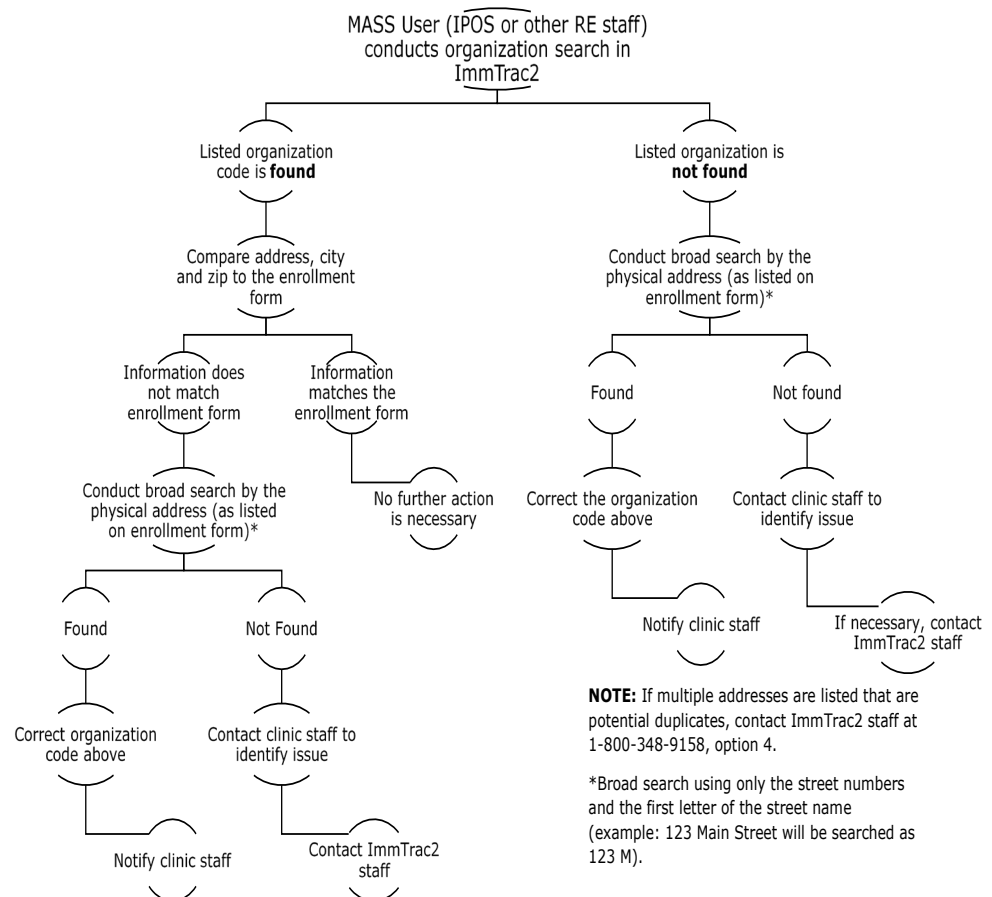 MASS User (IPOS or other RE staff)
conducts organization search in
ImmTrac2
Listed organization
code is found
Listed organization is
not found
Compare address, city
and zip to the enrollment
form
Conduct broad search by the
physical address (as listed on
enrollment form)*
Information does
not match
enrollment form
Information
matches the
enrollment form
Found
Not found
Conduct broad search by the
physical address (as listed
on enrollment form)*
No further action
is necessary
Correct the organization
code above
Contact clinic staff to
identify issue
Found
Not Found
Notify clinic staff
If necessary, contact
ImmTrac2 staff
Correct organization
code above
Contact clinic staff to
identify issue
Notify clinic staff
Contact ImmTrac2
staff
NOTE: If multiple addresses are listed that are
potential duplicates, contact ImmTrac2 staff at
1-800-348-9158, option 4.
*Broad search using only the street numbers
and the first letter of the street name
(example: 123 Main Street will be searched as
123 M).